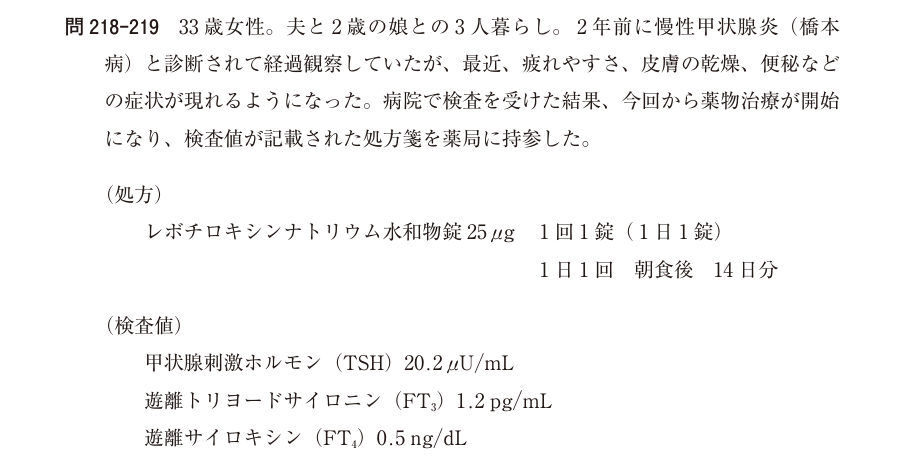 問218-219　33歳女性。夫と2歳の娘との3人暮らし。2年前に慢性甲状腺炎（橋本
病）と診断されて経過観察していたが、最近、疲れやすさ、皮膚の乾燥、便秘など
の症状が現れるようになった。病院で検査を受けた結果、今回から薬物治療が開始
になり、検査値が記載された処方箋を薬局に持参した。
（処方）
レボチロキシンナトリウム水和物錠25μg　1回1錠（1日1錠）
1日1回　朝食後　14日分
（検査値）
甲状腺刺激ホルモン（TSH）20.2μU/mL
遊離トリヨードサイロニン（FT₃）1.2pg/mL
遊離サイロキシン（FT₄）0.5ng/dL